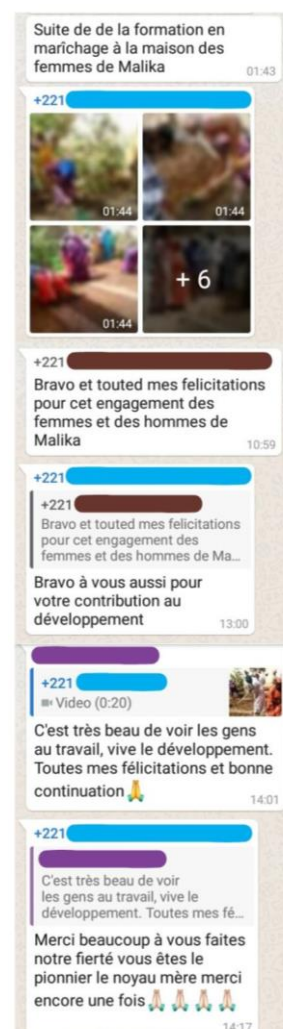 Suite de de la formation en
marîchage à la maison des
femmes de Malika
01:43
+221
01:44
01:44
01:44
+ 6
+221
Bravo et touted mes felicitations
pour cet engagement des
femmes et des hommes de
Malika
10:59
+221
+221
Bravo et touted mes felicitations
pour cet engagement des
femmes et des hommes de Ma...
Bravo à vous aussi pour
votre contribution au
développement
13:00
+221
Video (0:20)
C'est très beau de voir les gens
au travail, vive le développement.
Toutes mes félicitations et bonne
continuation 🙏
14:01
+221
C'est très beau de voir
les gens au travail, vive le
développement. Toutes mes fé...
Merci beaucoup à vous faites
notre fierté vous êtes le
pionnier le noyau mère merci
encore une fois 🙏🏻 🙏🏻 🙏🏻 🙏🏻
14:17